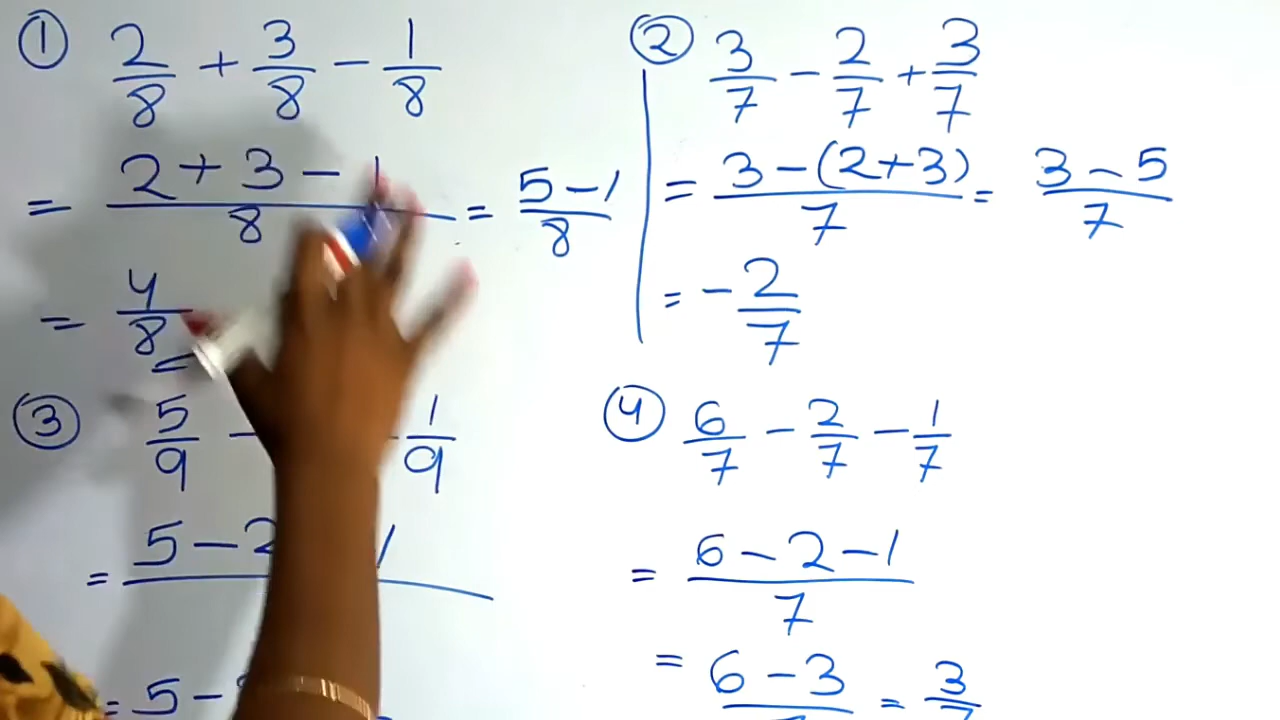 ① 2/8 + 3/8 − 1/8
= 2 + 3 − 1/8 = 5 − 1/8
= 4/8
② 3/7 − 2/7 + 3/7
= 3 − (2 + 3)/7 = 3 − 5/7
= − 2/7
③ 5/9 − 1/9
= 5 − 2 1
= 5 −
④ 6/7 − 2/7 − 1/7
= 6 − 2 − 1/7
= 6 − 3/7 = 3/7